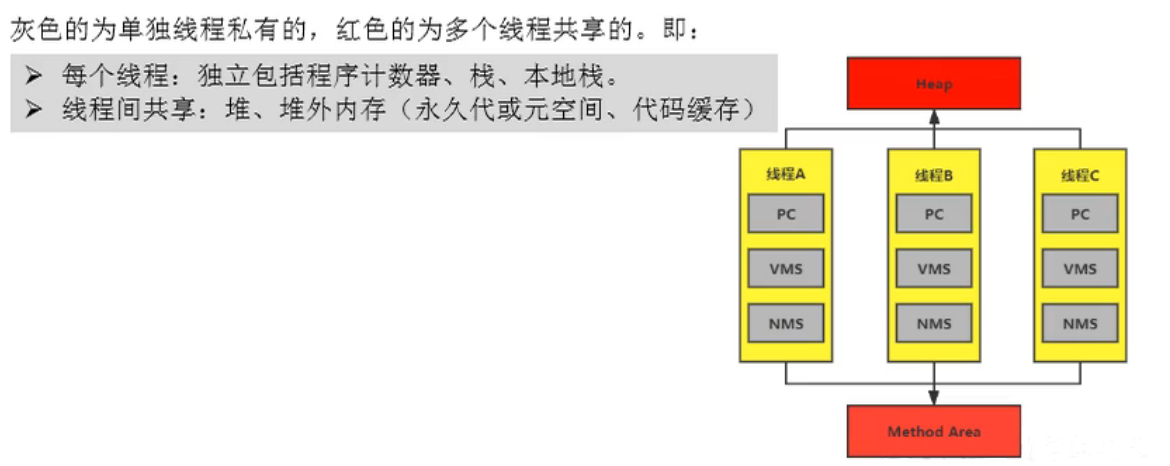 灰色的为单独线程私有的，红色的为多个线程共享的。即：
➢ 每个线程：独立包括程序计数器、栈、本地栈。
➢ 线程间共享：堆、堆外内存（永久代或元空间、代码缓存）
Heap
线程A
线程B
线程C
PC
PC
PC
VMS
VMS
VMS
NMS
NMS
NMS
Method Area